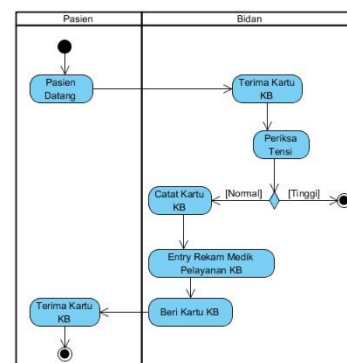 Pasien
Bidan
Pasien
Datang
Terima Kartu
KB
Periksa
Tensi
[Normal]
[Tinggi]
Catat Kartu
KB
Entry Rekam Medik
Pelayanan KB
Terima Kartu
KB
Beri Kartu KB